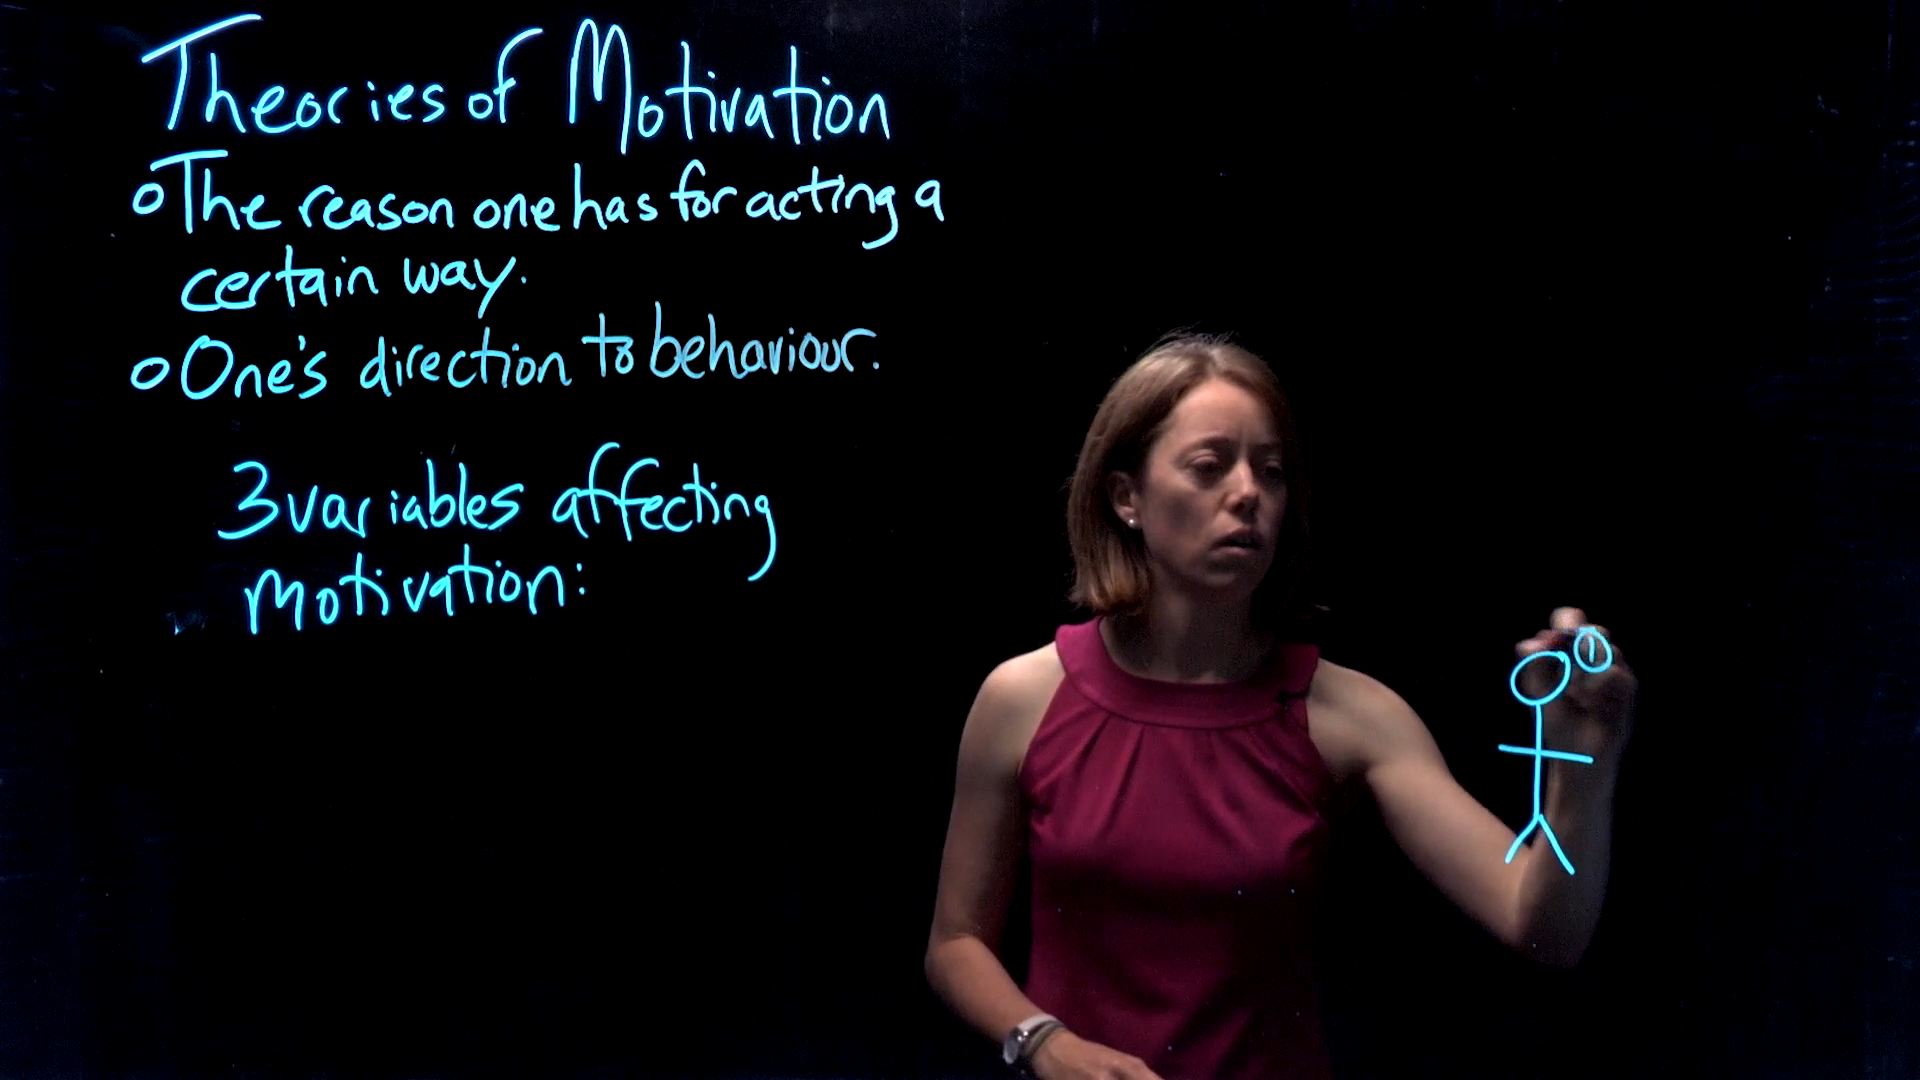 Theories of Motivation
o The reason one has for acting a
certain way.
o One's direction to behaviour.
3 variables affecting
motivation:
1